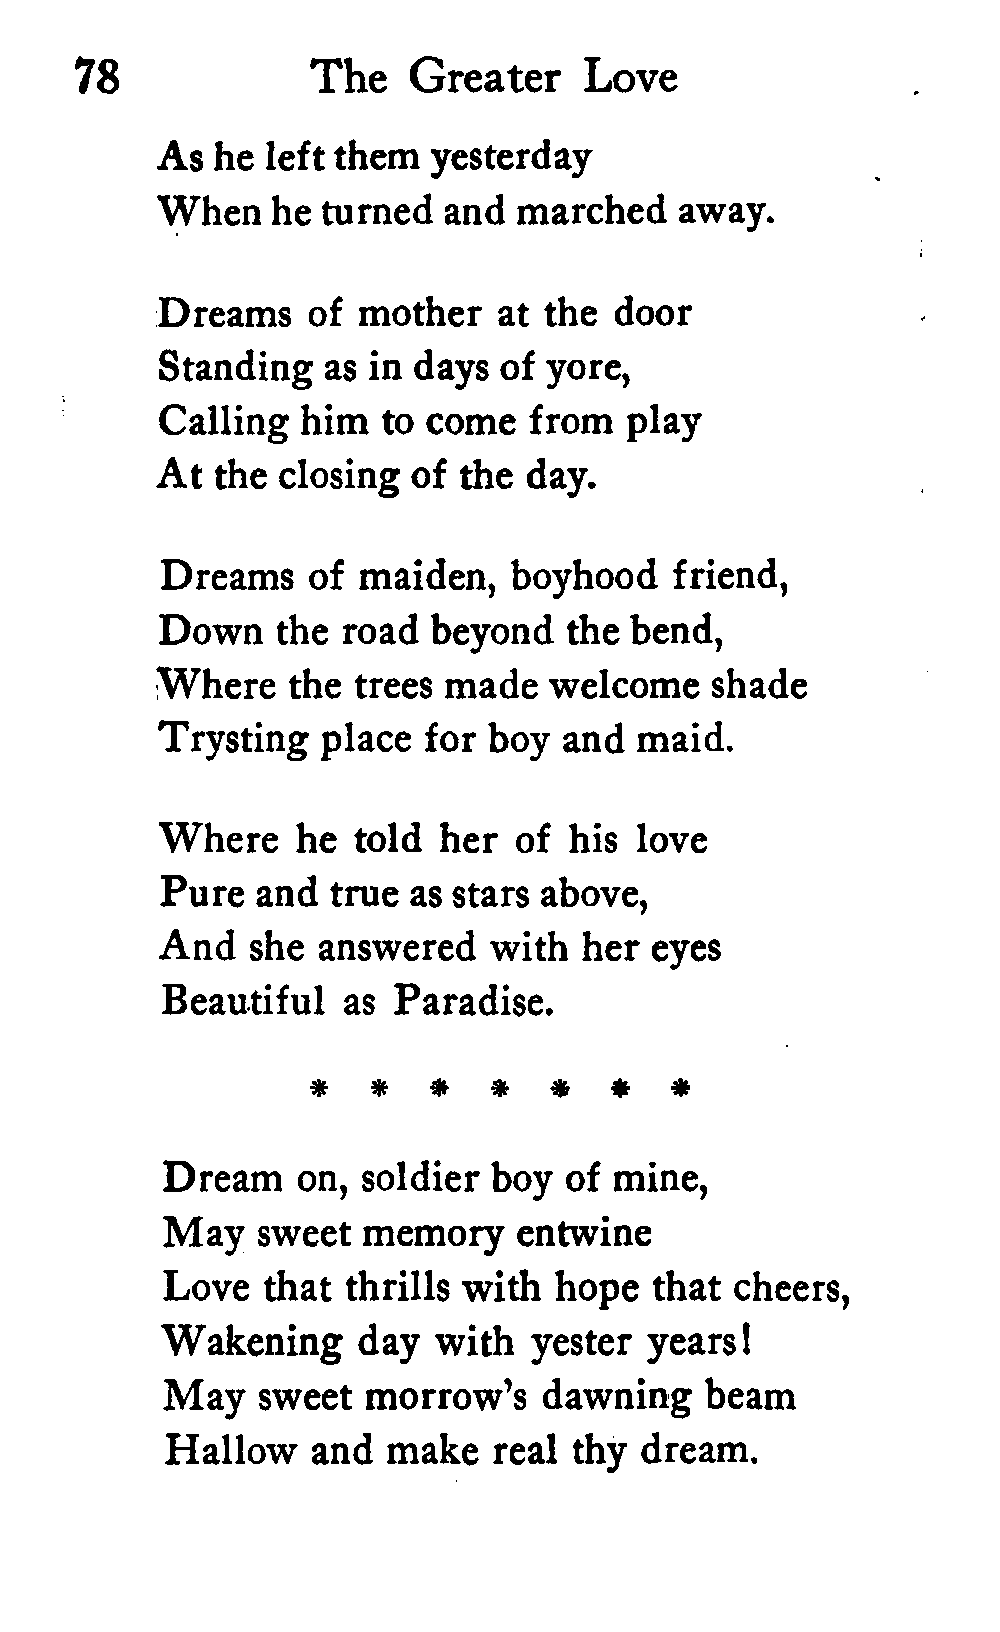 78 The Greater Love
As he left them yesterday
When he turned and marched away.
Dreams of mother at the door
Standing as in days of yore,
Calling him to come from play
At the closing of the day.
Dreams of maiden, boyhood friend,
Down the road beyond the bend,
Where the trees made welcome shade
Trysting place for boy and maid.
Where he told her of his love
Pure and true as stars above,
And she answered with her eyes
Beautiful as Paradise.
* * * * * * *
Dream on, soldier boy of mine,
May sweet memory entwine
Love that thrills with hope that cheers,
Wakening day with yester years!
May sweet morrow's dawning beam
Hallow and make real thy dream.